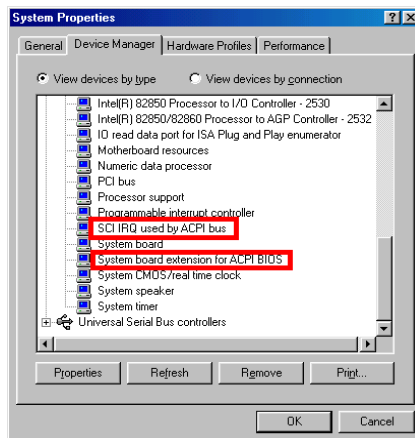 System Properties
General Device Manager Hardware Profiles Performance
View devices by type View devices by connection
Intel(R) 82850 Processor to I/O Controller - 2530
Intel(R) 82850/82860 Processor to AGP Controller - 2532
IO read data port for ISA Plug and Play enumerator
Motherboard resources
Numeric data processor
PCI bus
Processor support
Programmable interrupt controller
SCI IRQ used by ACPI bus
System board
System board extension for ACPI BIOS
System CMOS/real time clock
System speaker
System timer
Universal Serial Bus controllers
Properties Refresh Remove Print...
OK Cancel